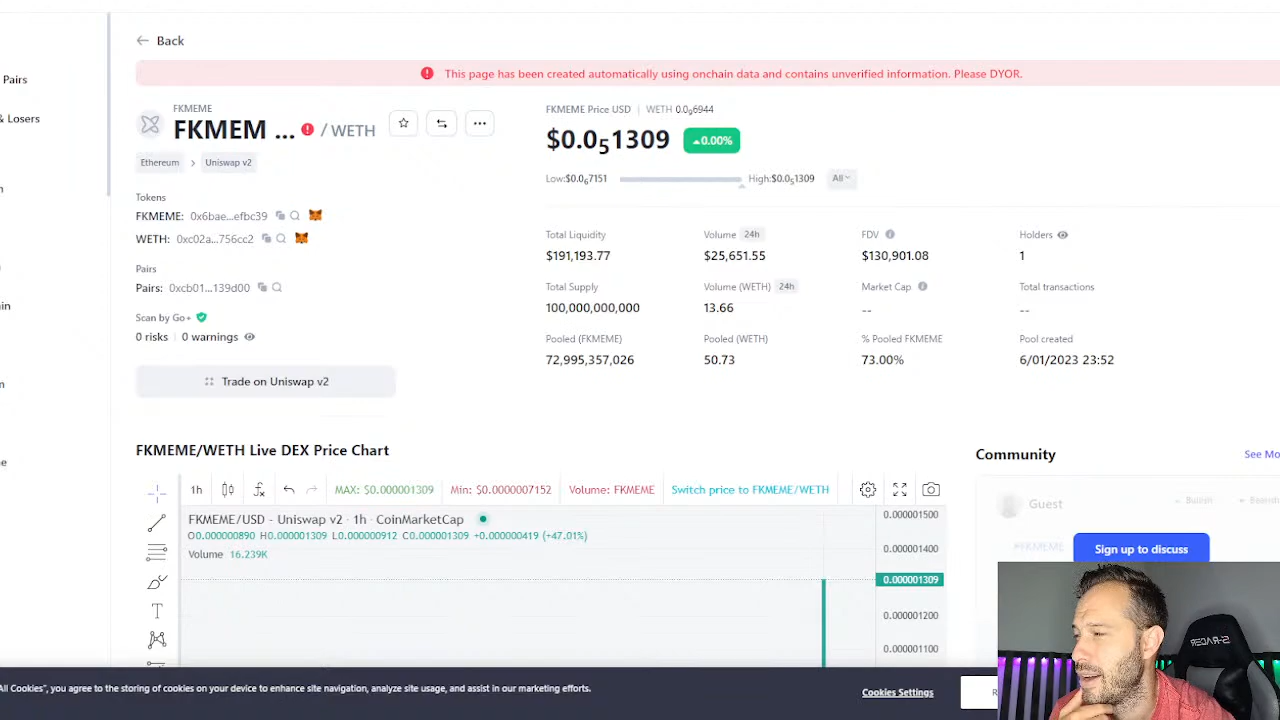 Back
Pairs
& Losers
This page has been created automatically using onchain data and contains unverified information. Please DYOR.
FKMEME
FKMEM ... / WETH
Ethereum > Uniswap v2
FKMEME Price USD | WETH 0.0₆6944
$0.0₅1309 0.00%
Low:$0.0₆7151 High:$0.0₅1309 All
Tokens
FKMEME: 0x6bae...efbc39
WETH: 0xc02a...756cc2
Pairs
Pairs: 0xcb01...139d00
Scan by Go+
0 risks 0 warnings
Trade on Uniswap v2
Total Liquidity Volume 24h FDV Holders
$191,193.77 $25,651.55 $130,901.08 1
Total Supply Volume (WETH) 24h Market Cap Total transactions
100,000,000,000 13.66 -- --
Pooled (FKMEME) Pooled (WETH) % Pooled FKMEME Pool created
72,995,357,026 50.73 73.00% 6/01/2023 23:52
FKMEME/WETH Live DEX Price Chart
1h MAX: $0.000001309 Min: $0.0000007152 Volume: FKMEME Switch price to FKMEME/WETH
FKMEME/USD - Uniswap v2 · 1h · CoinMarketCap
O0.000000890 H0.000001309 L0.000000912 C0.000001309 +0.000000419 (+47.01%)
Volume 16.239K
0.000001500
0.000001400
0.000001309
0.000001200
0.000001100
Community See Mo
Guest Bullish Bearish
#FKMEME
Sign up to discuss
All Cookies", you agree to the storing of cookies on your device to enhance site navigation, analyze site usage, and assist in our marketing efforts.
Cookies Settings
S-RACER